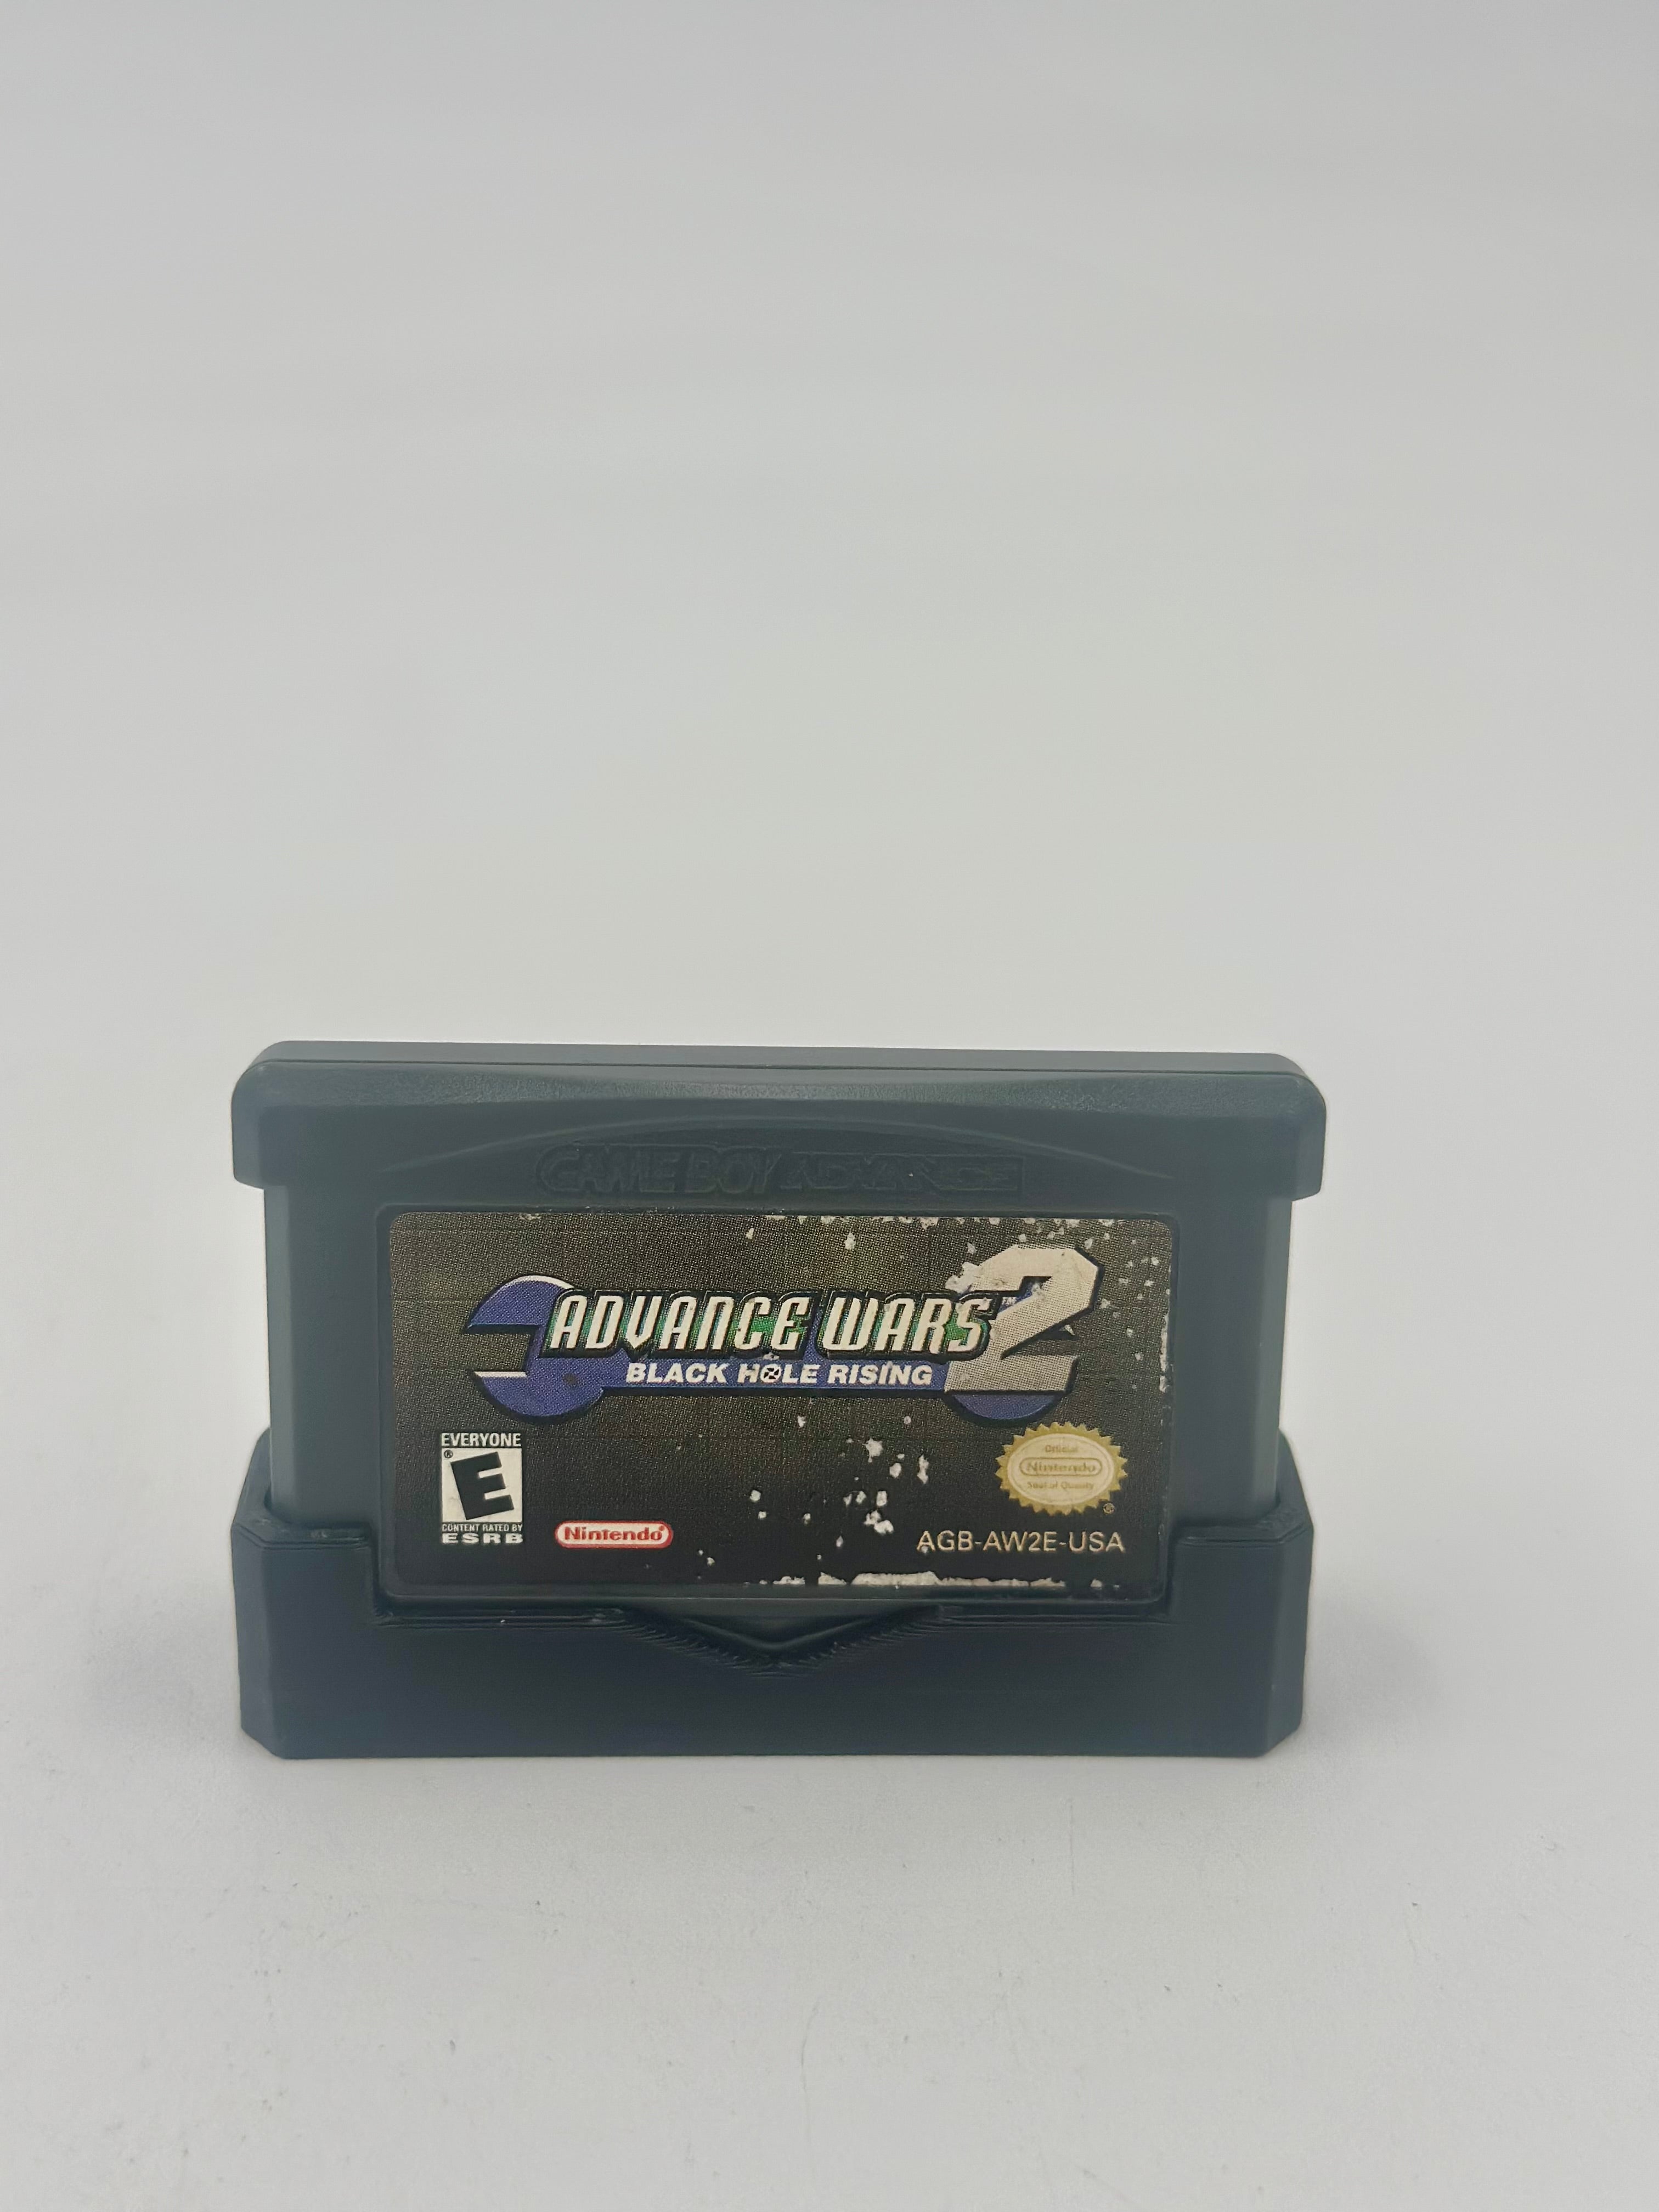 GAME BOY ADVANCE
ADVANCE WARS 2
TM
BLACK HOLE RISING
EVERYONE
E
®
CONTENT RATED BY
ESRB
Nintendo®
Official
Nintendo
Seal of Quality
®
AGB-AW2E-USA